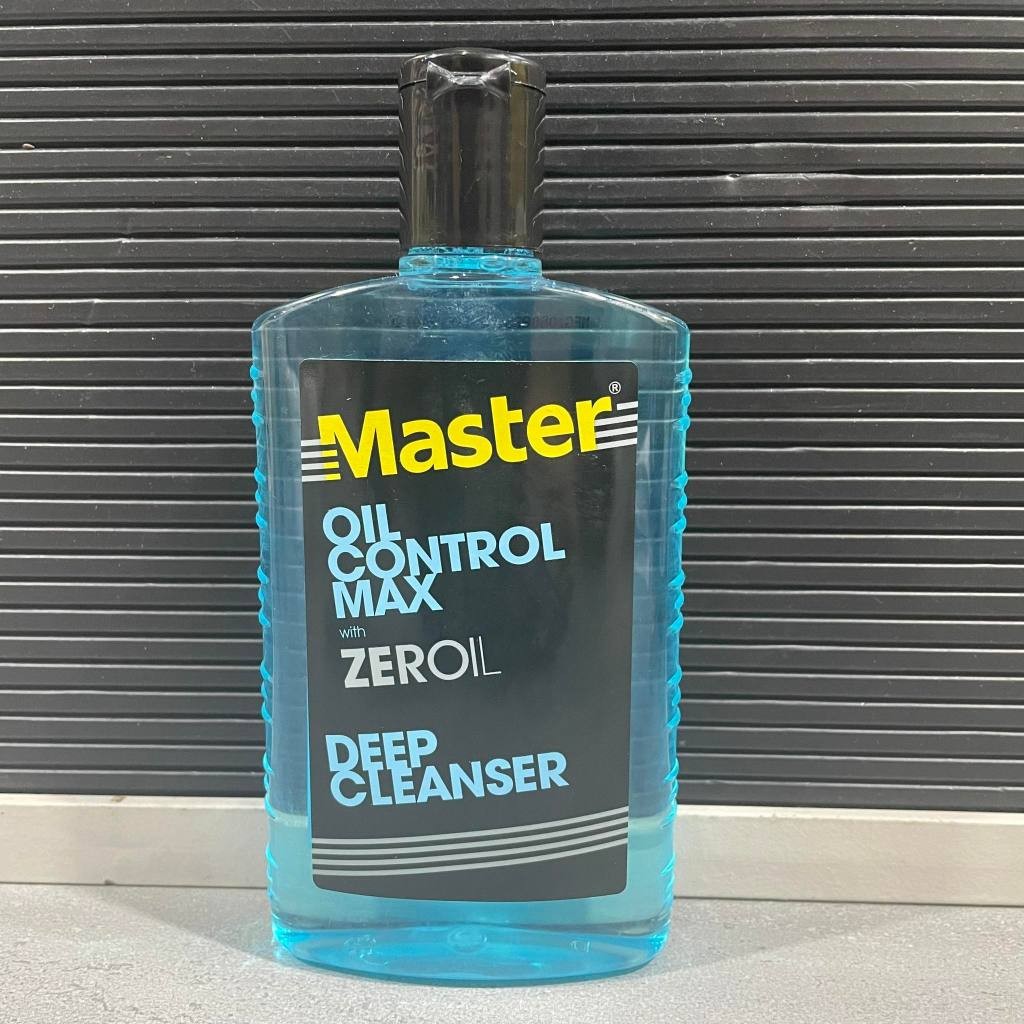 Master®
OIL
CONTROL
MAX
with
ZEROIL
DEEP
CLEANSER